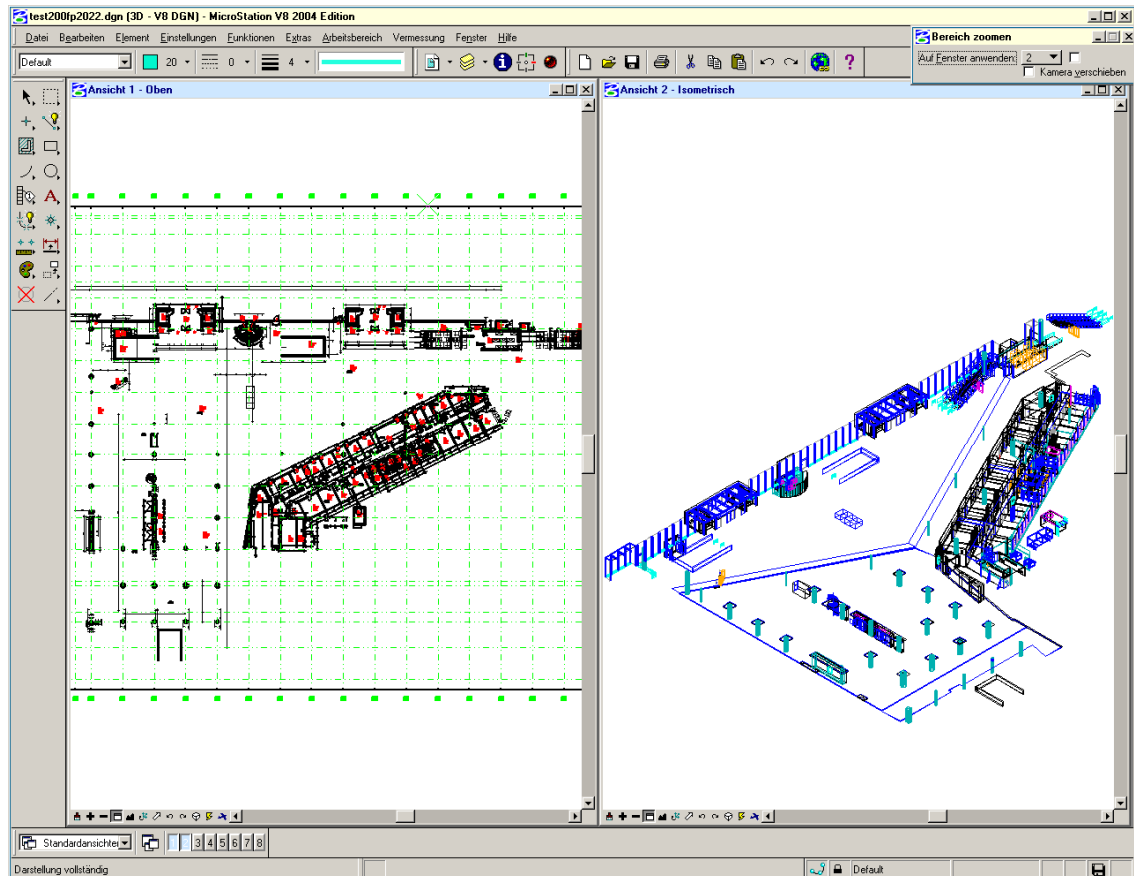 test200fp2022.dgn (3D - V8 DGN) - MicroStation V8 2004 Edition
Datei Bearbeiten Element Einstellungen Funktionen Extras Arbeitsbereich Vermessung Fenster Hilfe
Bereich zoomen
Auf Fenster anwenden: 2
Kamera verschieben
Default 20 0 4
Ansicht 1 - Oben
Ansicht 2 - Isometrisch
Standardansichten 1 2 3 4 5 6 7 8
Darstellung vollständig
Default